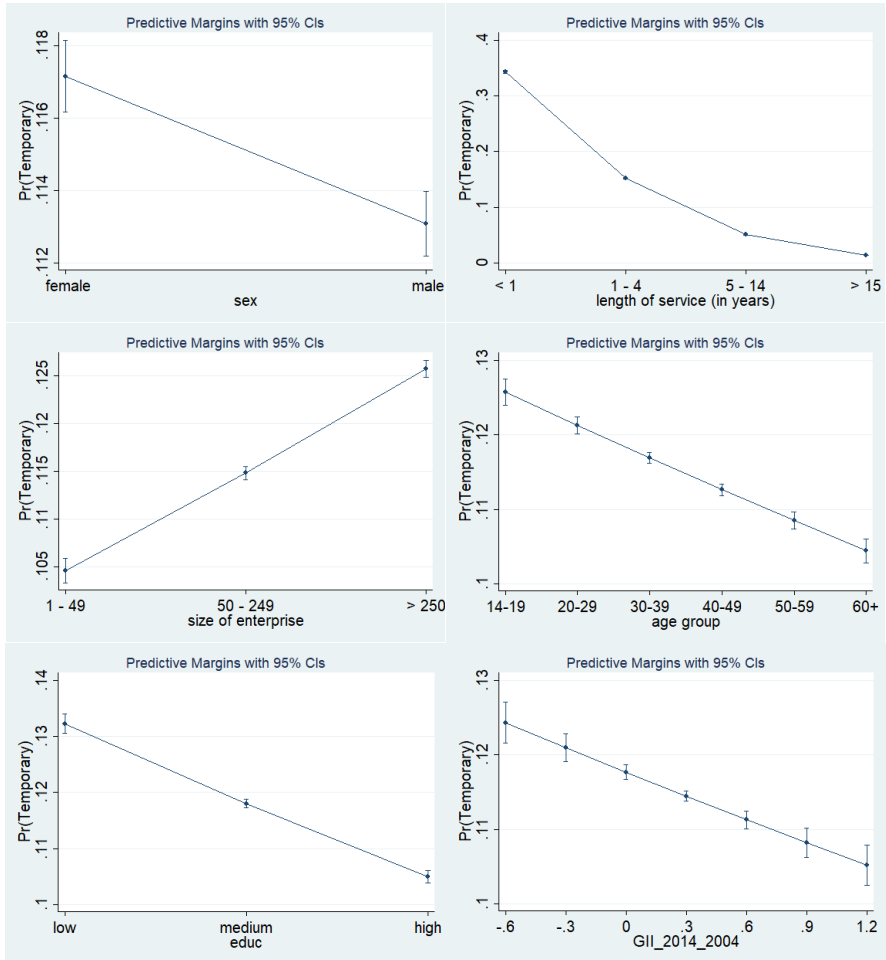 Predictive Margins with 95% CIs
Pr(Temporary)
.118
.116
.114
.112
female male
sex
Predictive Margins with 95% CIs
Pr(Temporary)
.4
.3
.2
.1
0
< 1 1 - 4 5 - 14 > 15
length of service (in years)
Predictive Margins with 95% CIs
Pr(Temporary)
.125
.12
.115
.11
.105
1 - 49 50 - 249 > 250
size of enterprise
Predictive Margins with 95% CIs
Pr(Temporary)
.13
.12
.11
.1
14-19 20-29 30-39 40-49 50-59 60+
age group
Predictive Margins with 95% CIs
Pr(Temporary)
.14
.13
.12
.11
.1
low medium high
educ
Predictive Margins with 95% CIs
Pr(Temporary)
.13
.12
.11
.1
-.6 -.3 0 .3 .6 .9 1.2
GII_2014_2004